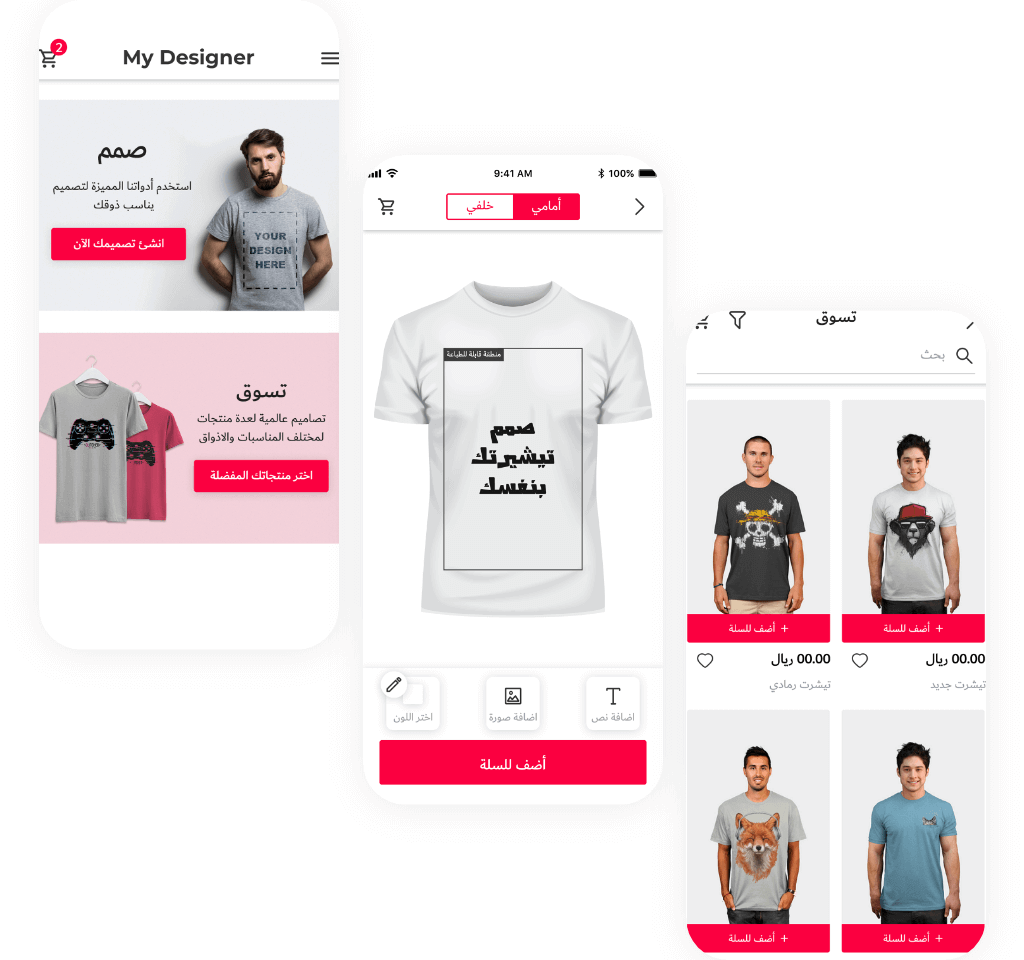 2
My Designer
صمم
استخدم أدواتنا المميزة لتصميم
يناسب ذوقك
انشئ تصميمك الآن
YOUR
DESIGN
HERE
تسوق
تصاميم عالمية لعدة منتجات
لمختلف المناسبات والاذواق
اختر منتجاتك المفضلة
9:41 AM
100%
أمامي
خلفي
منطقة قابلة للطباعة
صمم
تيشيرتك
بنفسك
اضافة نص
اضافة صورة
اختر اللون
أضف للسلة
تسوق
بحث
+ أضف للسلة
+ أضف للسلة
00.00 ريال
00.00 ريال
تيشرت جديد
تيشرت رمادي
+ أضف للسلة
+ أضف للسلة